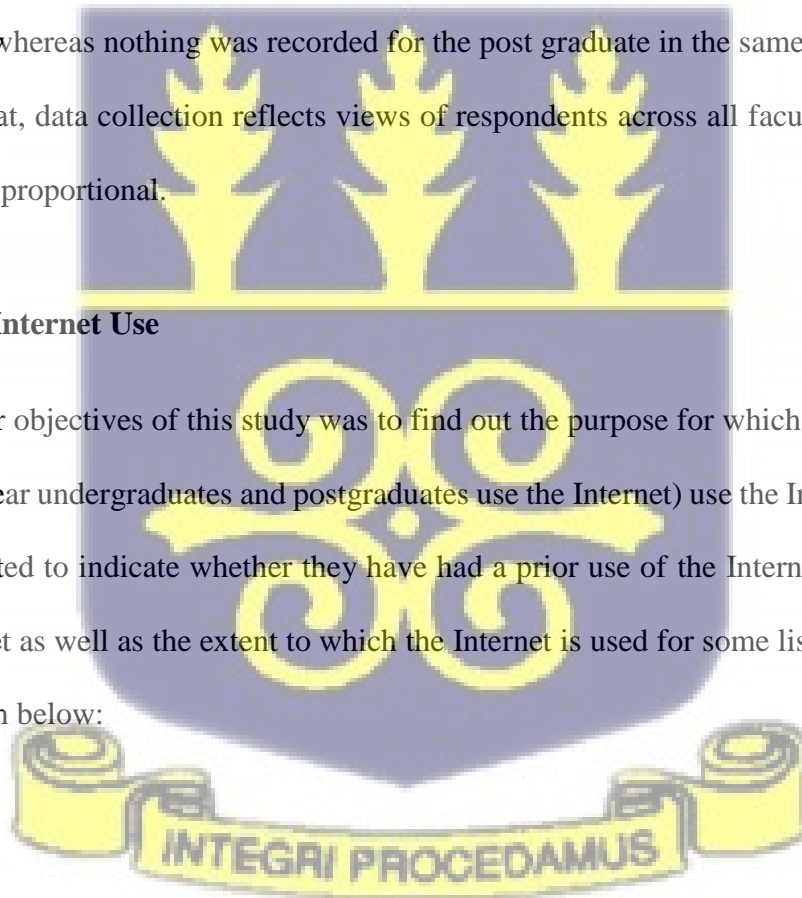 whereas nothing was recorded for the post graduate in the same
at, data collection reflects views of respondents across all facu
proportional.
Internet Use
r objectives of this study was to find out the purpose for which
ear undergraduates and postgraduates use the Internet) use the I
ted to indicate whether they have had a prior use of the Intern
et as well as the extent to which the Internet is used for some lis
n below:
INTEGRI PROCEDAMUS